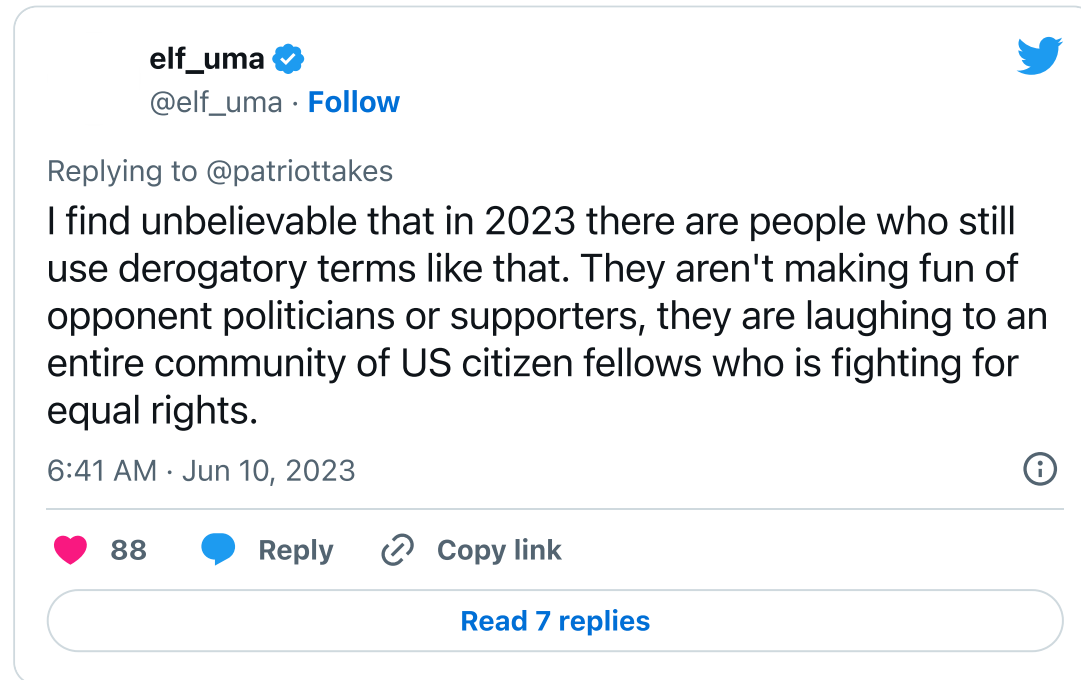 elf_uma
@elf_uma · Follow
Replying to @patriottakes
I find unbelievable that in 2023 there are people who still
use derogatory terms like that. They aren't making fun of
opponent politicians or supporters, they are laughing to an
entire community of US citizen fellows who is fighting for
equal rights.
6:41 AM · Jun 10, 2023
88 Reply Copy link
Read 7 replies